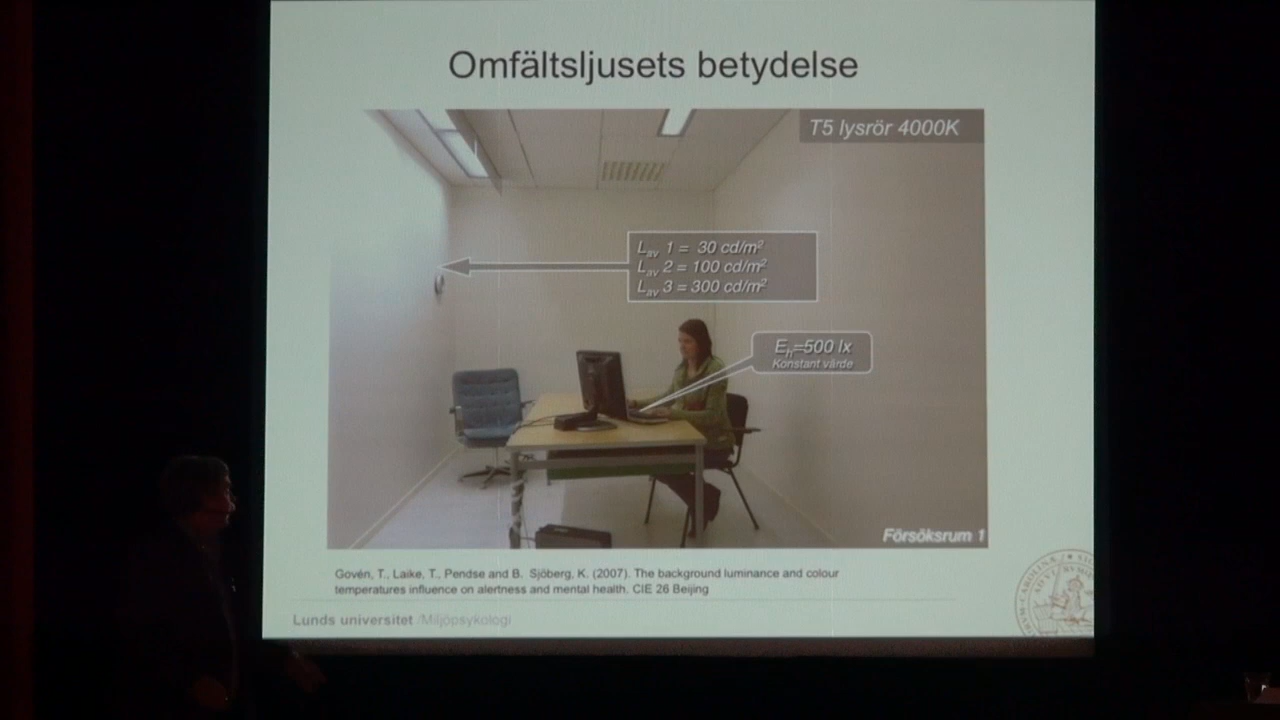 Omfältsljusets betydelse
T5 lysrör 4000K
Lav 1 = 30 cd/m²
Lav 2 = 100 cd/m²
Lav 3 = 300 cd/m²
Eh=500 lx
Konstant värde
Försöksrum 1
Govén, T., Laike, T., Pendse and B. Sjöberg, K. (2007). The background luminance and colour
temperatures influence on alertness and mental health. CIE 26 Beijing
Lunds universitet /Miljöpsykologi